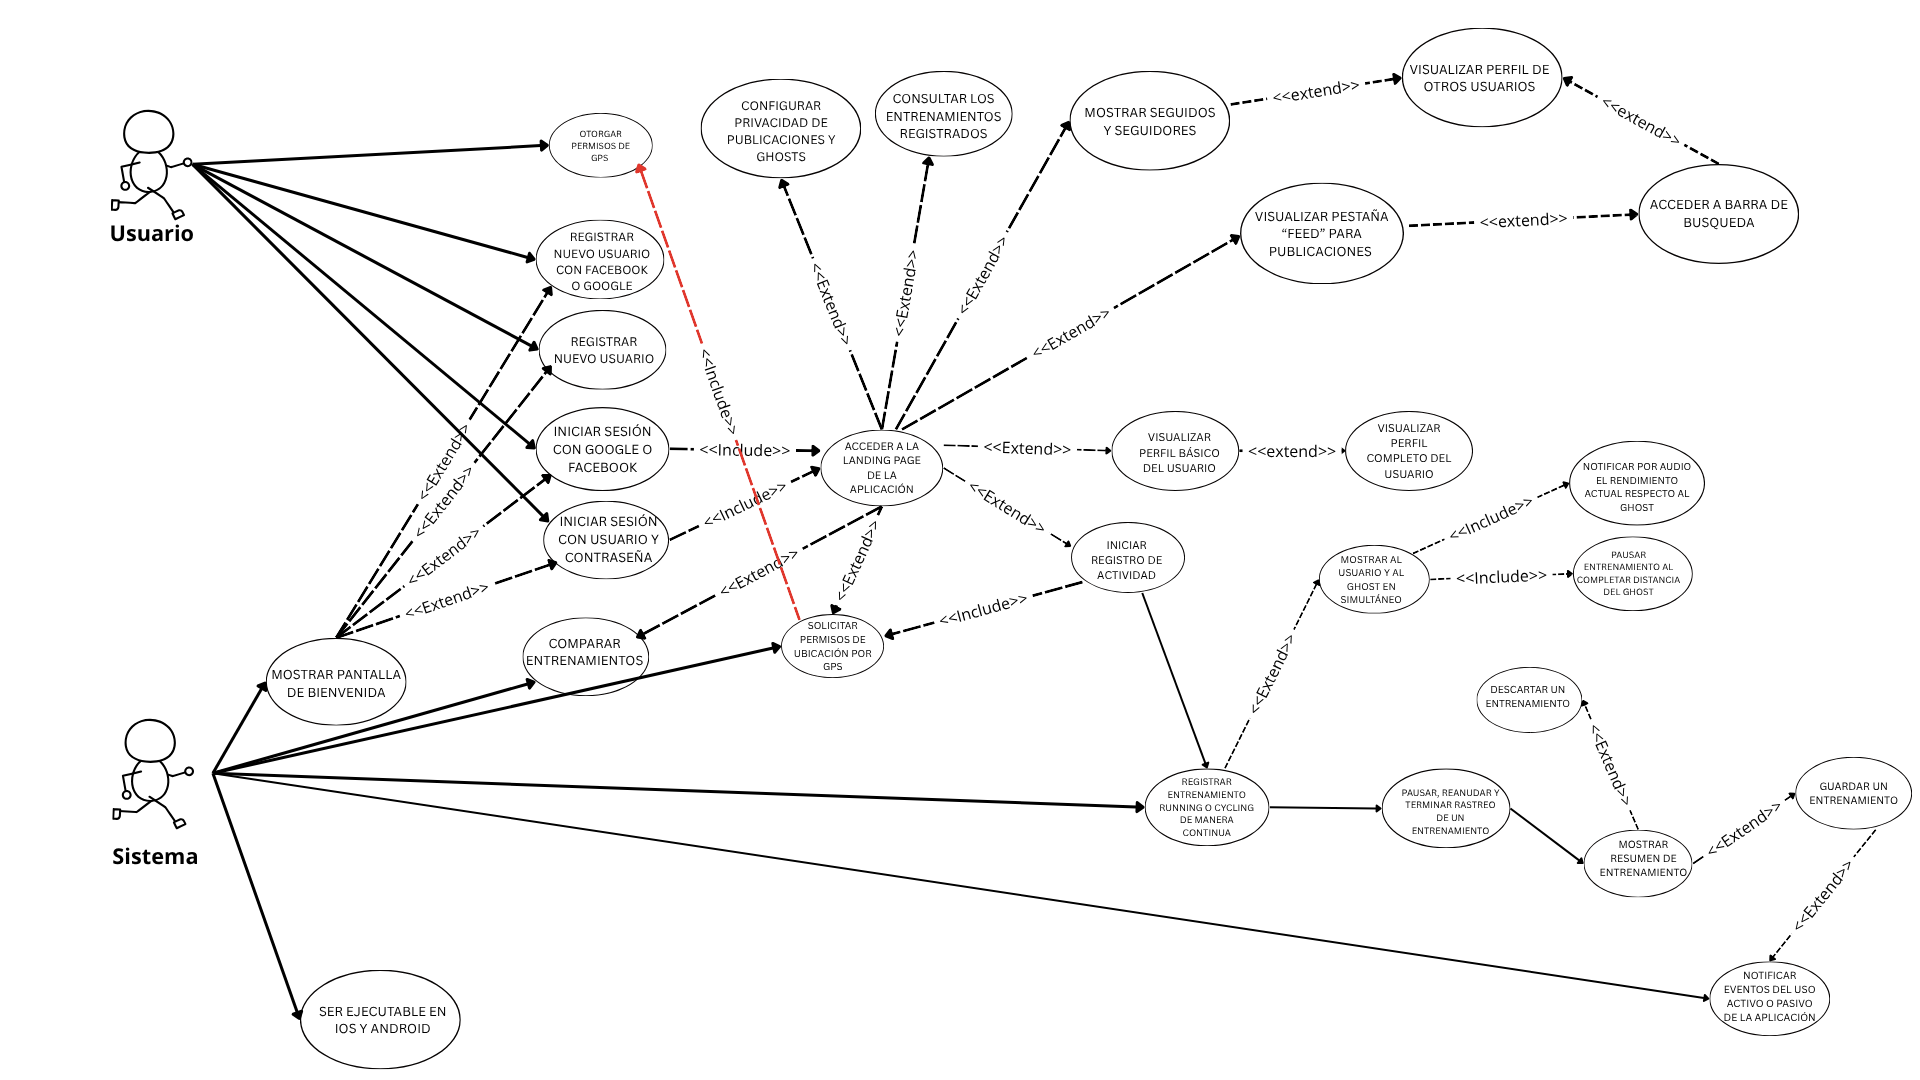 VISUALIZAR PERFIL DE
OTROS USUARIOS
<<extend>>
<<extend>>
CONFIGURAR
PRIVACIDAD DE
PUBLICACIONES Y
GHOSTS
CONSULTAR LOS
ENTRENAMIENTOS
REGISTRADOS
MOSTRAR SEGUIDOS
Y SEGUIDORES
OTORGAR
PERMISOS DE
GPS
Usuario
REGISTRAR
NUEVO USUARIO
CON FACEBOOK
O GOOGLE
VISUALIZAR PESTAÑA
“FEED” PARA
PUBLICACIONES
<<extend>>
ACCEDER A BARRA DE
BUSQUEDA
<<Extend>>
<<Extend>>
<<Extend>>
<<Extend>>
REGISTRAR
NUEVO USUARIO
<<Include>>
INICIAR SESIÓN
CON GOOGLE O
FACEBOOK
<<Include>>
ACCEDER A LA
LANDING PAGE
DE LA
APLICACIÓN
<<Extend>>
VISUALIZAR
PERFIL BÁSICO
DEL USUARIO
<<extend>>
VISUALIZAR
PERFIL
COMPLETO DEL
USUARIO
<<Extend>>
<<Extend>>
<<Extend>>
<<Extend>>
INICIAR SESIÓN
CON USUARIO Y
CONTRASEÑA
<<Include>>
<<Extend>>
<<Extend>>
<<Extend>>
INICIAR
REGISTRO DE
ACTIVIDAD
<<Include>>
NOTIFICAR POR AUDIO
EL RENDIMIENTO
ACTUAL RESPECTO AL
GHOST
MOSTRAR AL
USUARIO Y AL
GHOST EN
SIMULTÁNEO
<<Include>>
PAUSAR
ENTRENAMIENTO AL
COMPLETAR DISTANCIA
DEL GHOST
<<Include>>
SOLICITAR
PERMISOS DE
UBICACIÓN POR
GPS
COMPARAR
ENTRENAMIENTOS
MOSTRAR PANTALLA
DE BIENVENIDA
<<Extend>>
DESCARTAR UN
ENTRENAMIENTO
<<Extend>>
Sistema
REGISTRAR
ENTRENAMIENTO
RUNNING O CYCLING
DE MANERA
CONTINUA
PAUSAR, REANUDAR Y
TERMINAR RASTREO
DE UN
ENTRENAMIENTO
MOSTRAR
RESUMEN DE
ENTRENAMIENTO
<<Extend>>
GUARDAR UN
ENTRENAMIENTO
<<Extend>>
NOTIFICAR
EVENTOS DEL USO
ACTIVO O PASIVO
DE LA APLICACIÓN
SER EJECUTABLE EN
IOS Y ANDROID